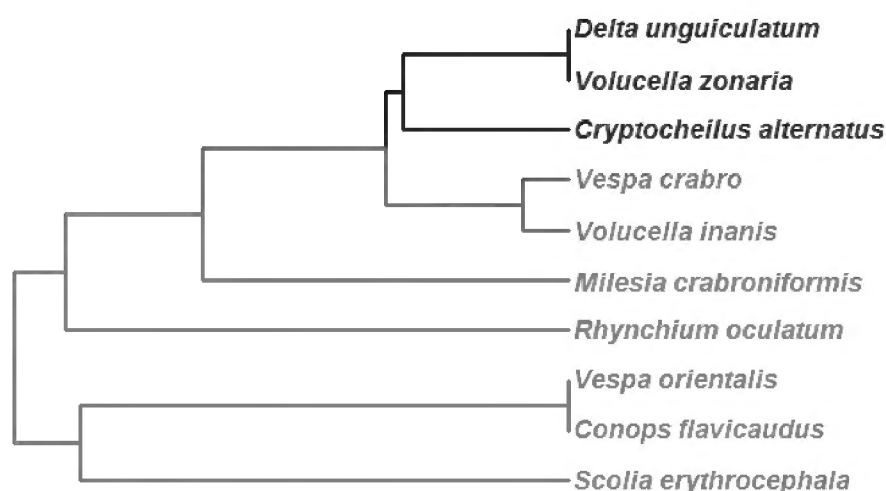 Delta unguiculatum
Volucella zonaria
Cryptocheilus alternatus
Vespa crabro
Volucella inanis
Milesia crabroniformis
Rhynchium oculatum
Vespa orientalis
Conops flavicaudus
Scolia erythrocephala